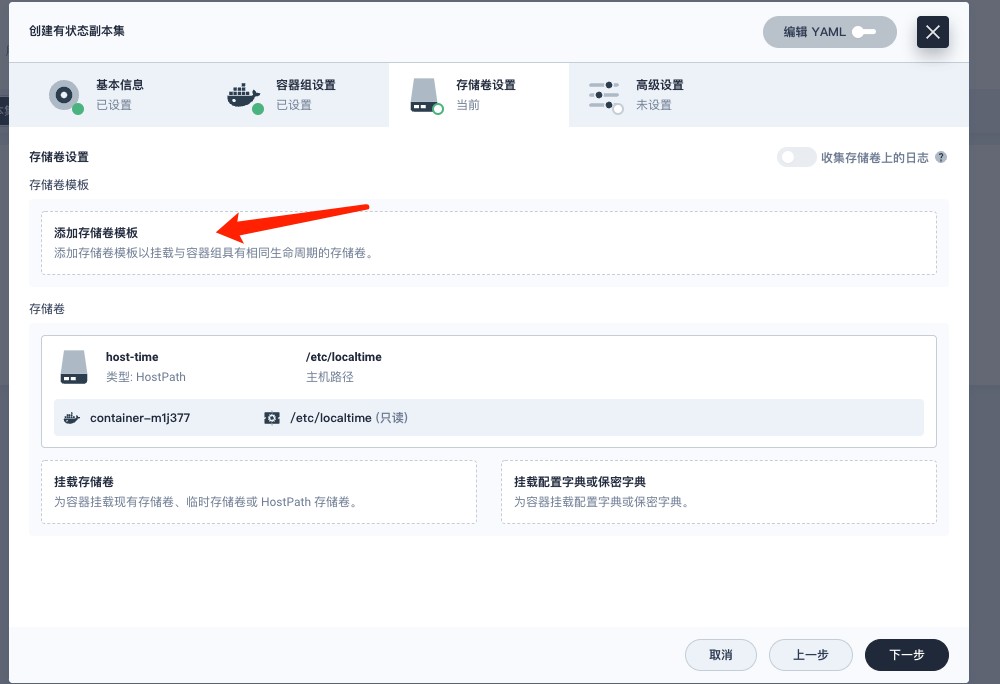 创建有状态副本集
编辑 YAML
基本信息
已设置
容器组设置
已设置
存储卷设置
当前
高级设置
未设置
存储卷设置
收集存储卷上的日志 ?
存储卷模板
添加存储卷模板
添加存储卷模板以挂载与容器组具有相同生命周期的存储卷。
存储卷
host-time
/etc/localtime
类型: HostPath
主机路径
container-m1j377
/etc/localtime (只读)
挂载存储卷
为容器挂载现有存储卷、临时存储卷或 HostPath 存储卷。
挂载配置字典或保密字典
为容器挂载配置字典或保密字典。
取消
上一步
下一步